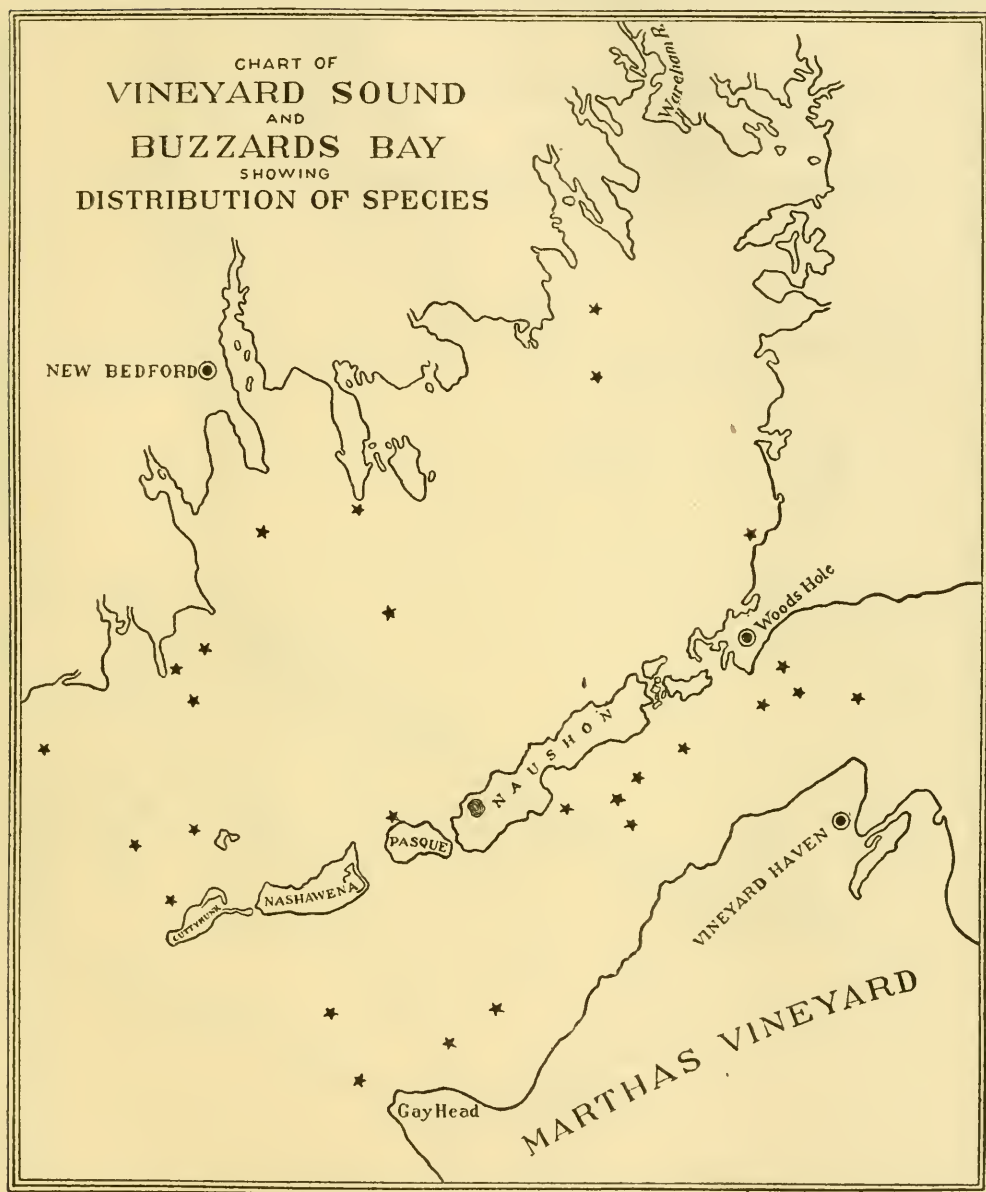 CHART OF
VINEYARD SOUND
AND
BUZZARDS BAY
SHOWING
DISTRIBUTION OF SPECIES
Wareham R.
NEW BEDFORD
Woods Hole
NAUSHON
PASQUE
NASHAWENA
CUTTYHUNK
VINEYARD HAVEN
MARTHAS VINEYARD
Gay Head